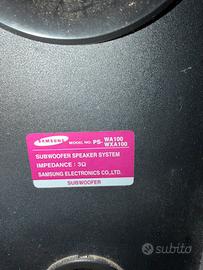 SAMSUNG MODEL NO. PS- WA100
WXA100
SUBWOOFER SPEAKER SYSTEM
IMPEDANCE : 3Ω
SAMSUNG ELECTRONICS CO.,LTD.
SUBWOOFER
subito